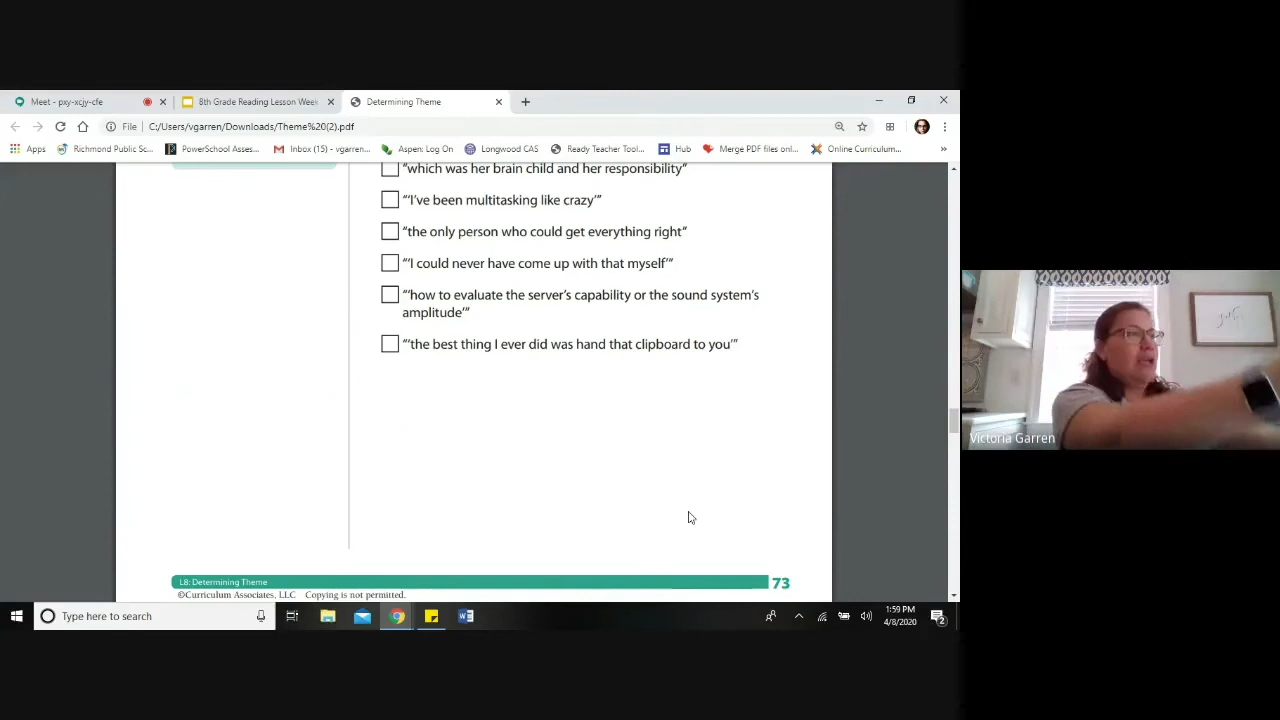 Meet - pxy-xcjy-cfe
8th Grade Reading Lesson Week
Determining Theme
File C:/Users/vgarren/Downloads/Theme%20(2).pdf
Apps Richmond Public Sc... PowerSchool Asses... Inbox (15) - vgarren... Aspen: Log On Longwood CAS Ready Teacher Tool... Hub Merge PDF files onl... Online Curriculum... »
"which was her brain child and her responsibility"
"'I've been multitasking like crazy'"
"the only person who could get everything right"
"'I could never have come up with that myself'"
"'how to evaluate the server's capability or the sound system's
amplitude'"
"'the best thing I ever did was hand that clipboard to you'"
L8: Determining Theme 73
©Curriculum Associates, LLC Copying is not permitted.
Type here to search
1:59 PM
4/8/2020
2
Victoria Garren